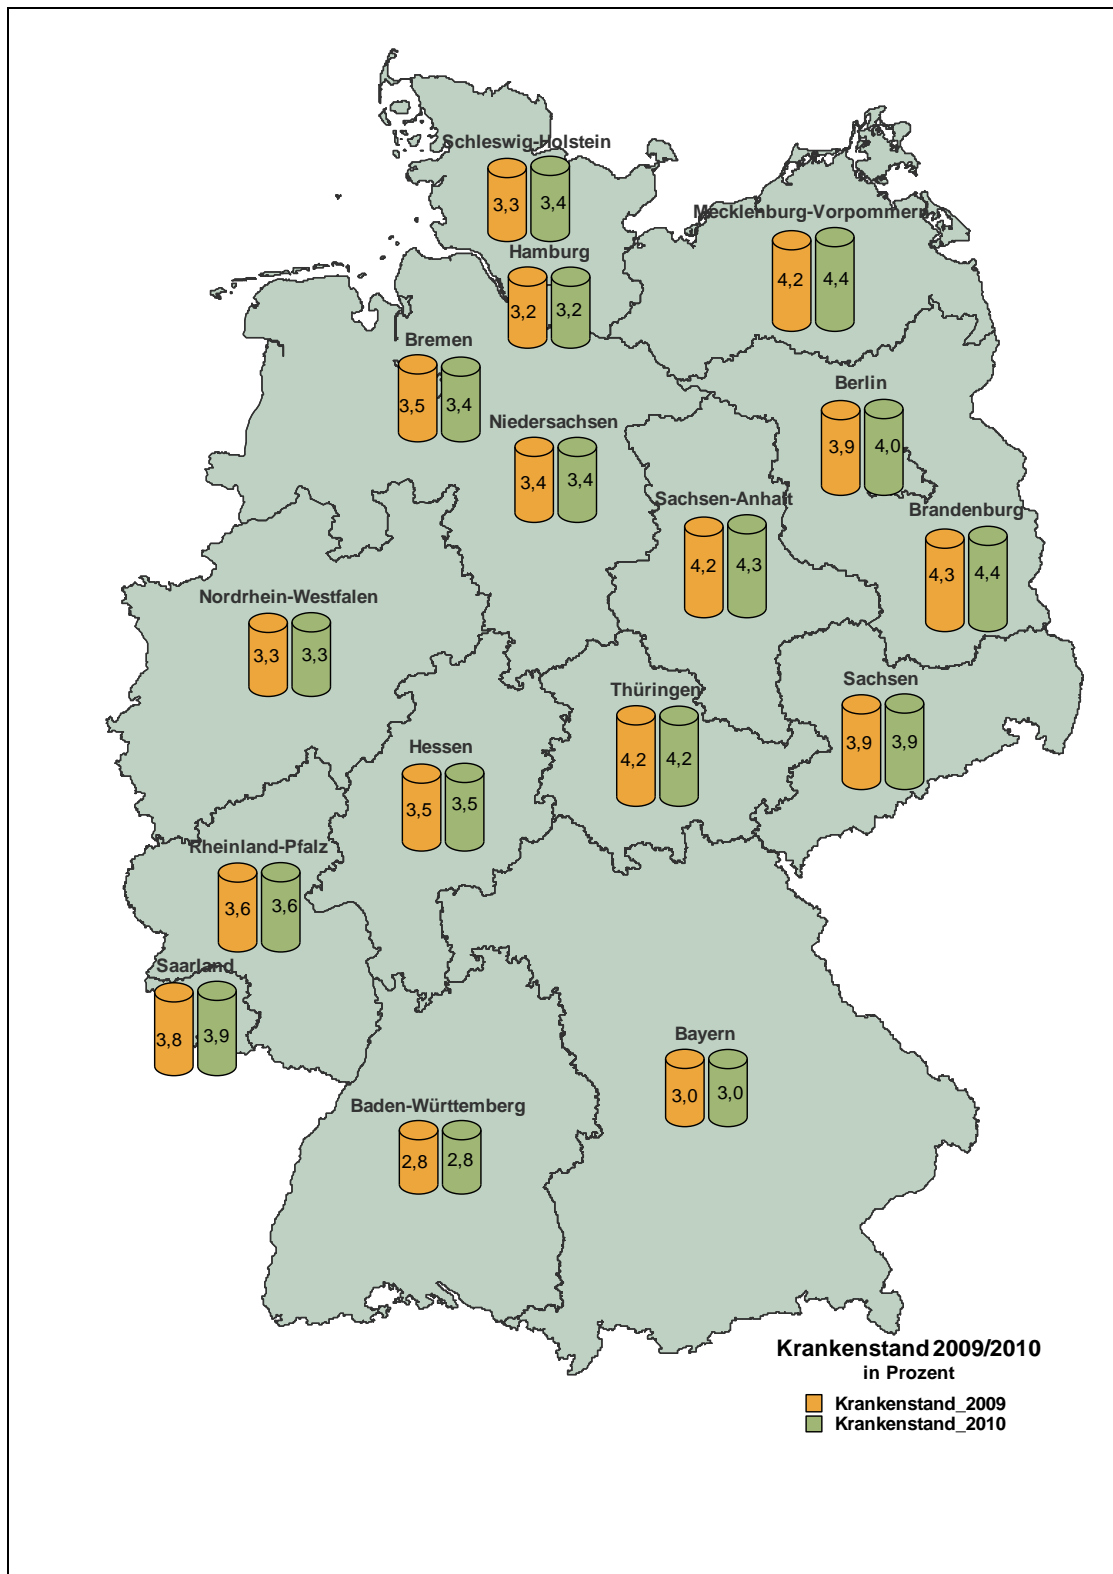 Schleswig-Holstein
3,3 3,4
Mecklenburg-Vorpommern
4,2 4,4
Hamburg
3,2 3,2
Bremen
3,5 3,4
Berlin
3,9 4,0
Niedersachsen
3,4 3,4
Sachsen-Anhalt
4,2 4,3
Brandenburg
4,3 4,4
Nordrhein-Westfalen
3,3 3,3
Thüringen
4,2 4,2
Sachsen
3,9 3,9
Hessen
3,5 3,5
Rheinland-Pfalz
3,6 3,6
Saarland
3,8 3,9
Bayern
3,0 3,0
Baden-Württemberg
2,8 2,8
Krankenstand 2009/2010
in Prozent
Krankenstand_2009
Krankenstand_2010